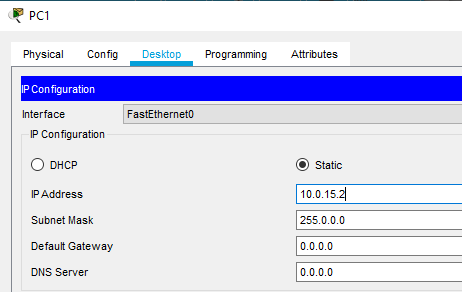 PC1
Physical Config Desktop Programming Attributes
IP Configuration
Interface FastEthernet0
IP Configuration
DHCP Static
IP Address 10.0.15.2
Subnet Mask 255.0.0.0
Default Gateway 0.0.0.0
DNS Server 0.0.0.0